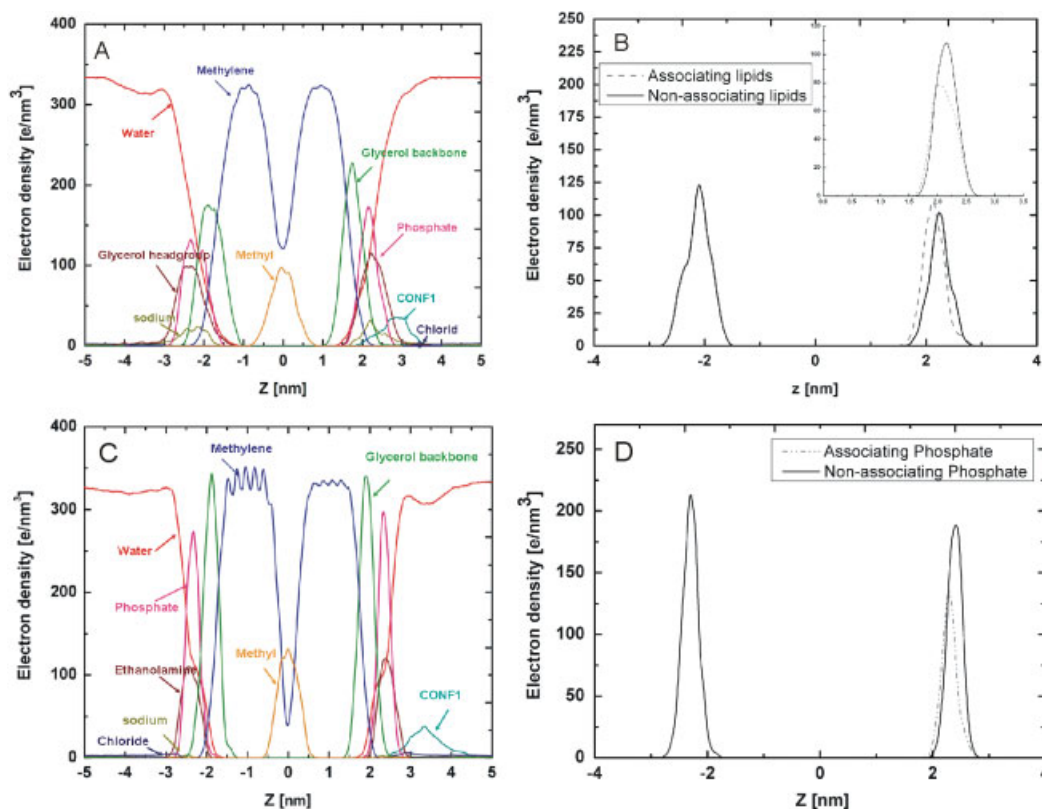 A
Electron density [e/nm³]
400
300
200
100
0
Methylene
Water
Glycerol backbone
Phosphate
Glycerol headgroup
Methyl
CONF1
sodium
Chlorid
-5 -4 -3 -2 -1 0 1 2 3 4 5
Z [nm]
B
Electron density [e/nm³]
250
225
200
175
150
125
100
75
50
25
0
Associating lipids
Non-associating lipids
-4 -2 0 2 4
z [nm]
C
Electron density [e/nm³]
400
300
200
100
0
Methylene
Glycerol backbone
Water
Phosphate
Ethanolamine
Methyl
CONF1
sodium
Chloride
-5 -4 -3 -2 -1 0 1 2 3 4 5
Z [nm]
D
Electron density [e/nm³]
250
200
150
100
50
0
Associating Phosphate
Non-associating Phosphate
-4 -2 0 2 4
Z [nm]